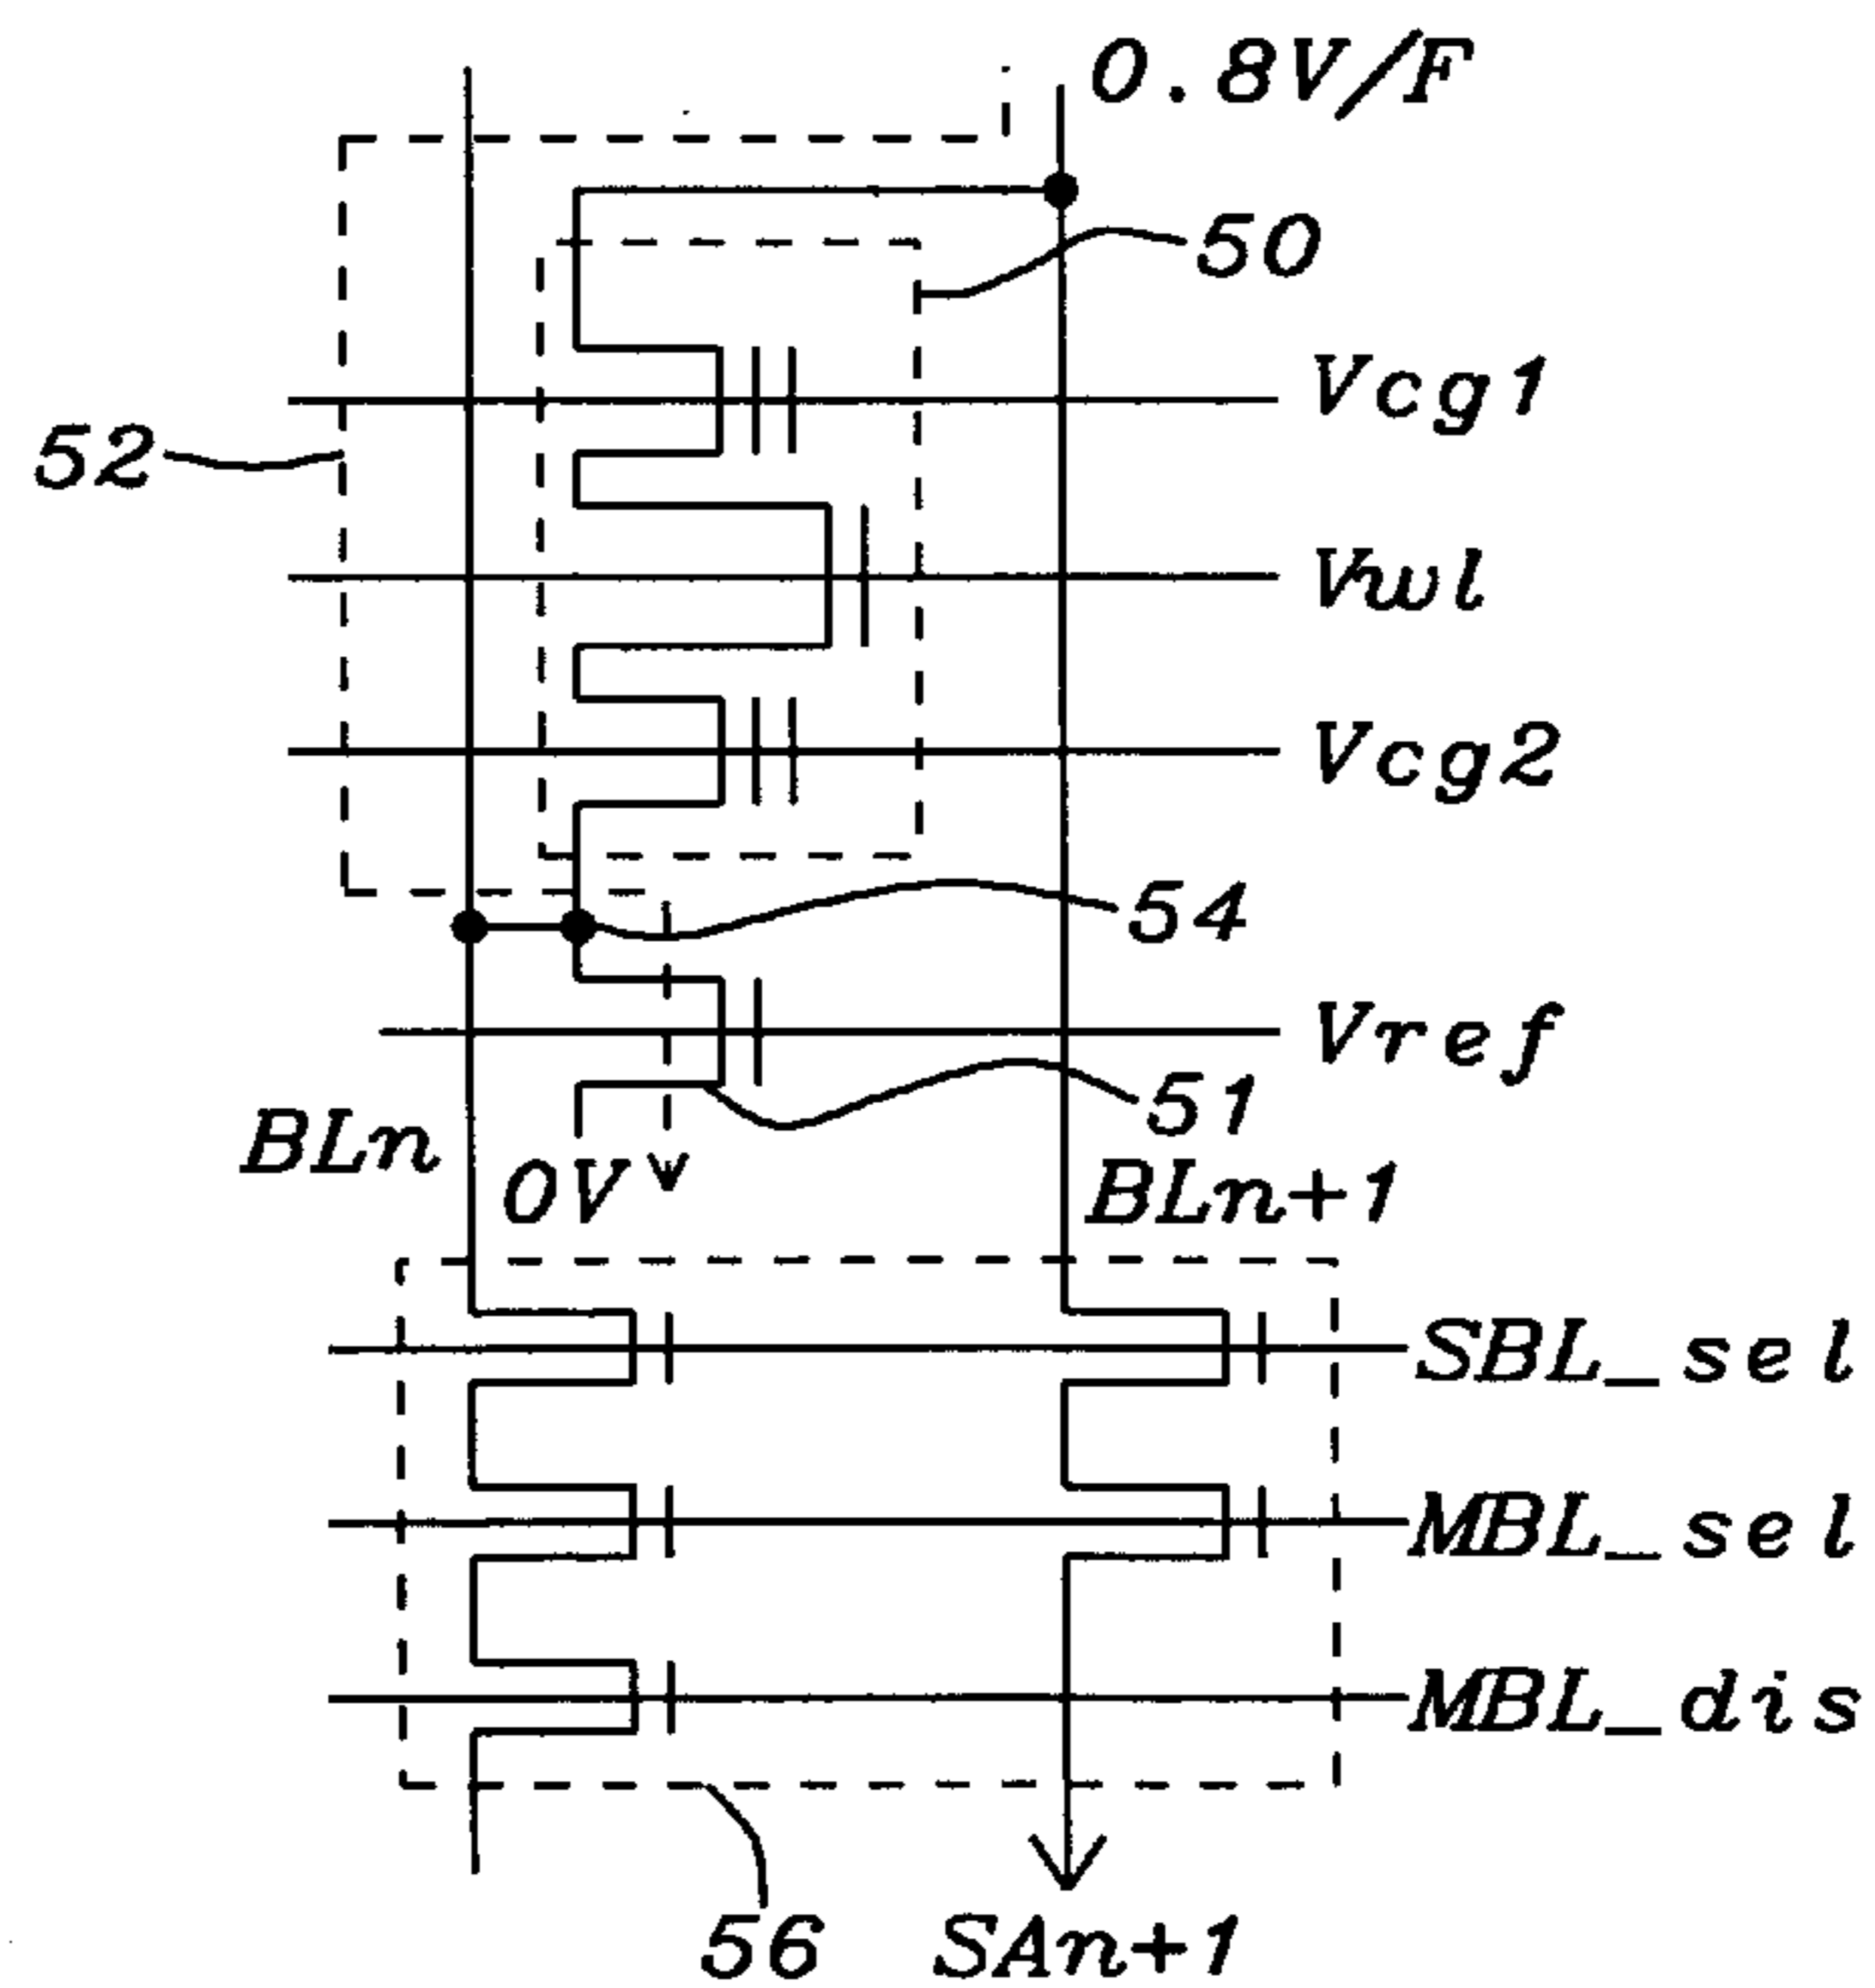 0.8V/F
50
Vcg1
52
Vwl
Vcg2
54
Vref
51
BLn
0V
BLn+1
SBL_sel
MBL_sel
MBL_dis
56
SAn+1